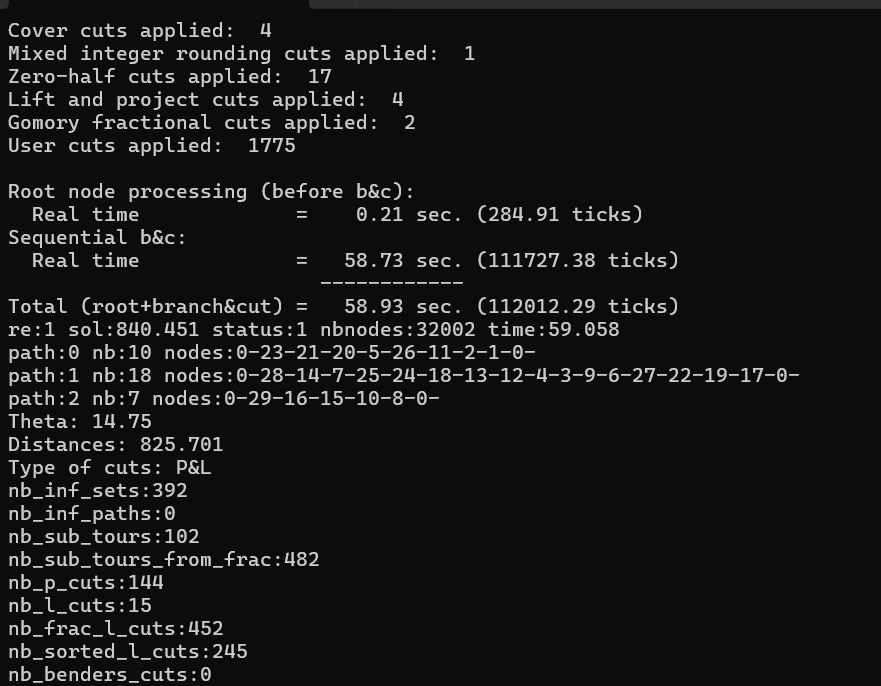 Cover cuts applied:  4
Mixed integer rounding cuts applied:  1
Zero-half cuts applied:  17
Lift and project cuts applied:  4
Gomory fractional cuts applied:  2
User cuts applied:  1775

Root node processing (before b&c):
  Real time             =    0.21 sec. (284.91 ticks)
Sequential b&c:
  Real time             =   58.73 sec. (111727.38 ticks)
                          ------------
Total (root+branch&cut) =   58.93 sec. (112012.29 ticks)
re:1 sol:840.451 status:1 nbnodes:32002 time:59.058
path:0 nb:10 nodes:0-23-21-20-5-26-11-2-1-0-
path:1 nb:18 nodes:0-28-14-7-25-24-18-13-12-4-3-9-6-27-22-19-17-0-
path:2 nb:7 nodes:0-29-16-15-10-8-0-
Theta: 14.75
Distances: 825.701
Type of cuts: P&L
nb_inf_sets:392
nb_inf_paths:0
nb_sub_tours:102
nb_sub_tours_from_frac:482
nb_p_cuts:144
nb_l_cuts:15
nb_frac_l_cuts:452
nb_sorted_l_cuts:245
nb_benders_cuts:0